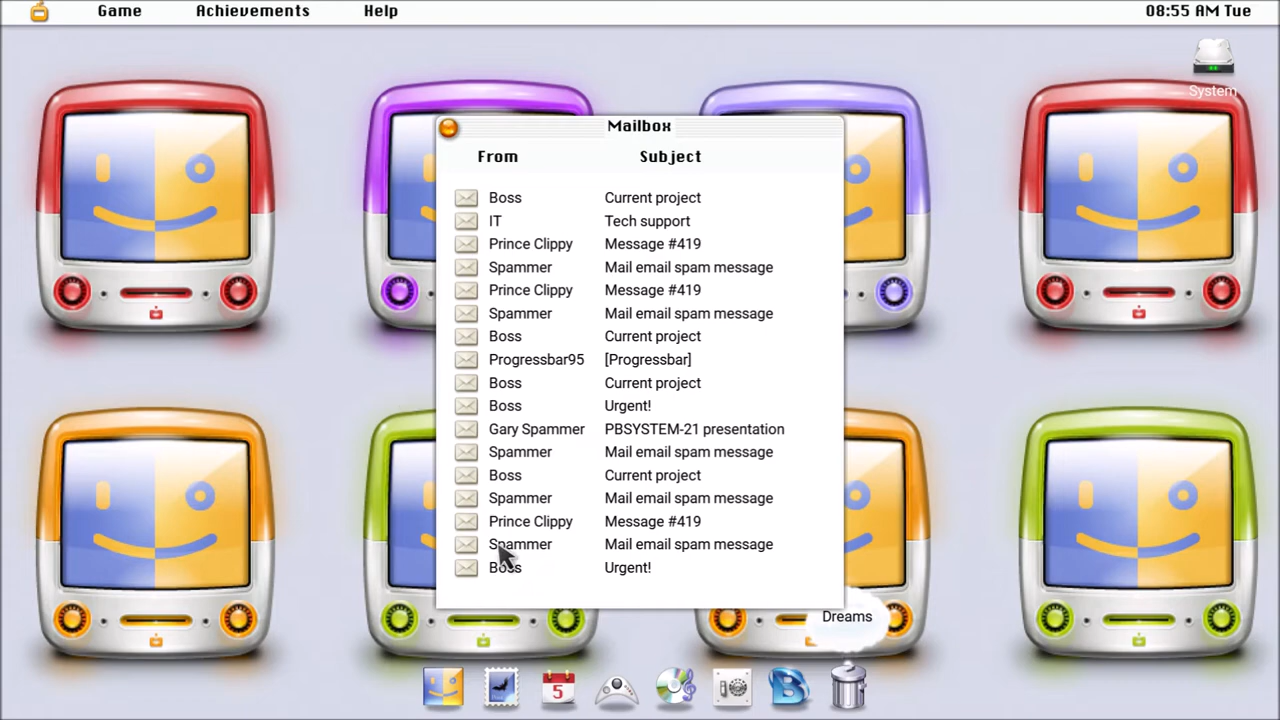 Game Achievements Help 08:55 AM Tue
System
Mailbox
From Subject
Boss Current project
IT Tech support
Prince Clippy Message #419
Spammer Mail email spam message
Prince Clippy Message #419
Spammer Mail email spam message
Boss Current project
Progressbar95 [Progressbar]
Boss Current project
Boss Urgent!
Gary Spammer PBSYSTEM-21 presentation
Spammer Mail email spam message
Boss Current project
Spammer Mail email spam message
Prince Clippy Message #419
Spammer Mail email spam message
Boss Urgent!
Dreams
5
B